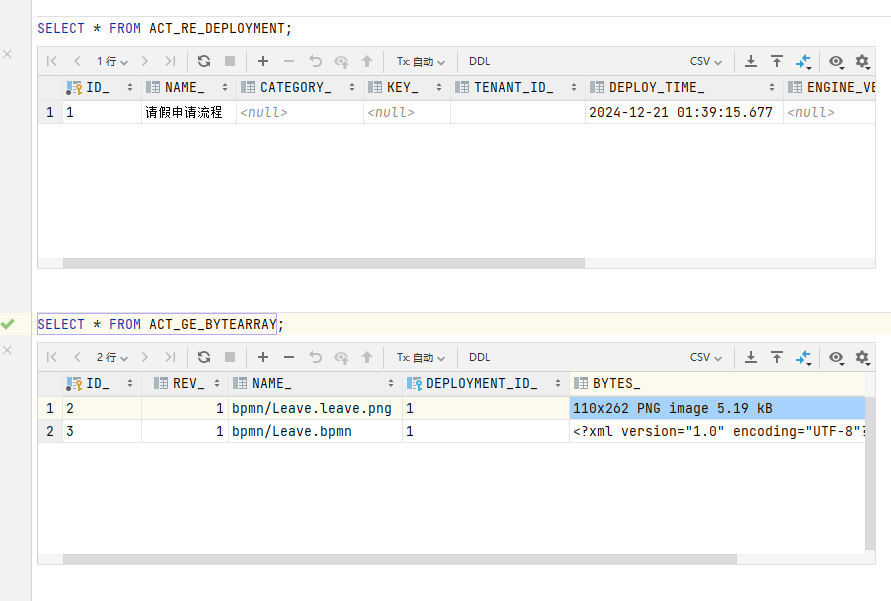 SELECT * FROM ACT_RE_DEPLOYMENT;
1 行 Tx: 自动 DDL CSV
ID_ NAME_ CATEGORY_ KEY_ TENANT_ID_ DEPLOY_TIME_ ENGINE_VE
1 1 请假申请流程 <null> <null> 2024-12-21 01:39:15.677 <null>
SELECT * FROM ACT_GE_BYTEARRAY;
2 行 Tx: 自动 DDL CSV
ID_ REV_ NAME_ DEPLOYMENT_ID_ BYTES_
1 2 1 bpmn/Leave.leave.png 1 110x262 PNG image 5.19 kB
2 3 1 bpmn/Leave.bpmn 1 <?xml version="1.0" encoding="UTF-8"?